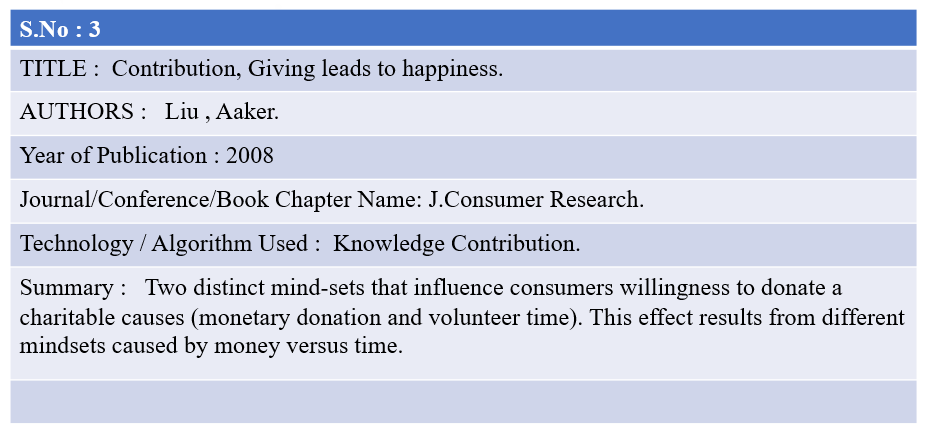 S.No : 3
TITLE :  Contribution, Giving leads to happiness.
AUTHORS :   Liu , Aaker.
Year of Publication : 2008
Journal/Conference/Book Chapter Name: J.Consumer Research.
Technology / Algorithm Used :  Knowledge Contribution.
Summary :   Two distinct mind-sets that influence consumers willingness to donate a
charitable causes (monetary donation and volunteer time). This effect results from different
mindsets caused by money versus time.